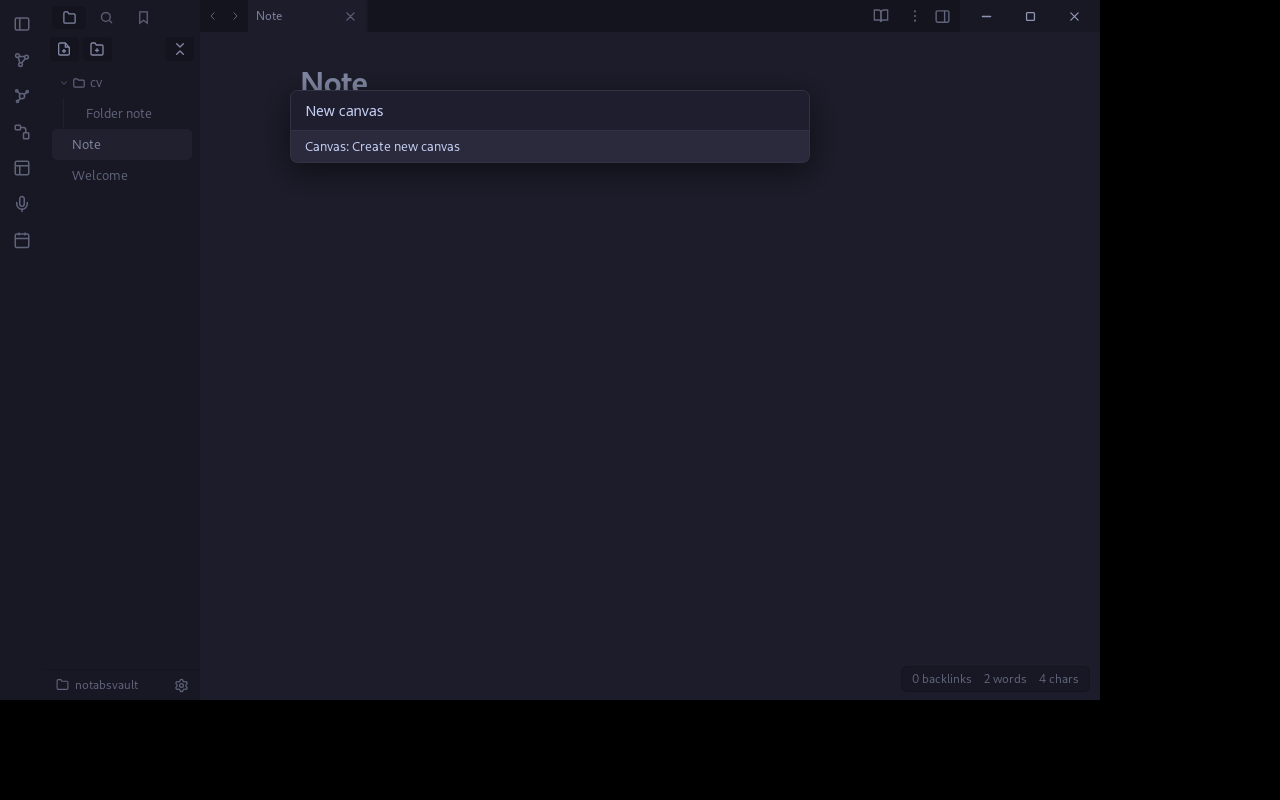 Note
cv
Folder note
Note
Welcome
Note
New canvas
Canvas: Create new canvas
notabsvault
0 backlinks 2 words 4 chars